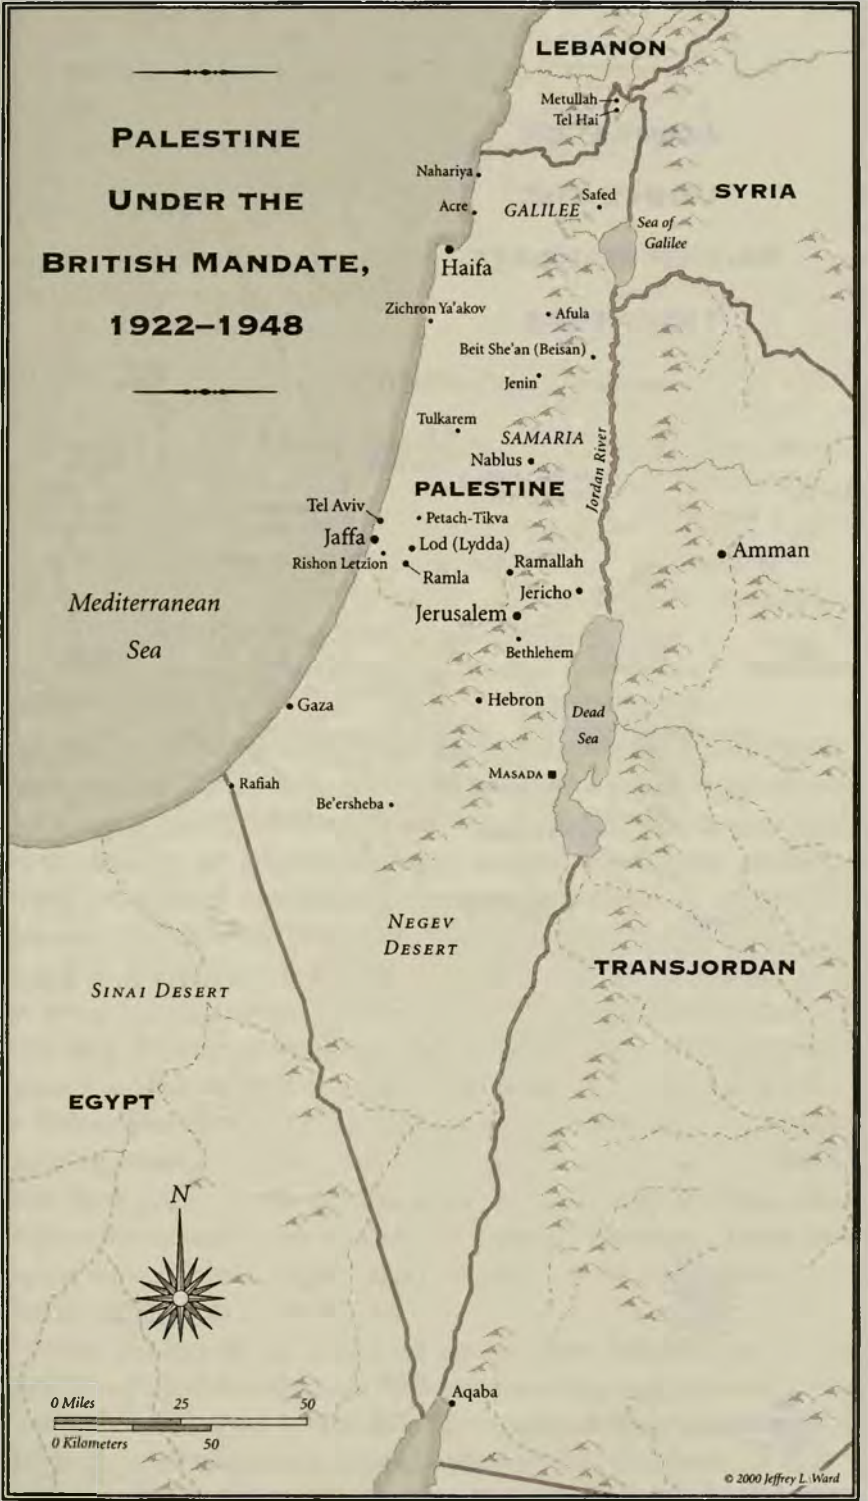 PALESTINE
UNDER THE
BRITISH MANDATE,
1922–1948
LEBANON
Metullah
Tel Hai
Nahariya
SYRIA
Safed
Acre
GALILEE
Sea of
Galilee
Haifa
Zichron Ya'akov
Afula
Beit She'an (Beisan)
Jenin
Tulkarem
SAMARIA
Nablus
Jordan River
PALESTINE
Tel Aviv
Petach-Tikva
Jaffa
Lod (Lydda)
Amman
Rishon Letzion
Ramallah
Ramla
Jericho
Mediterranean
Sea
Jerusalem
Bethlehem
Gaza
Hebron
Dead
Sea
MASADA
Rafiah
Be'ersheba
NEGEV
DESERT
TRANSJORDAN
SINAI DESERT
EGYPT
N
Aqaba
0 Miles 25 50
0 Kilometers 50
© 2000 Jeffrey L. Ward